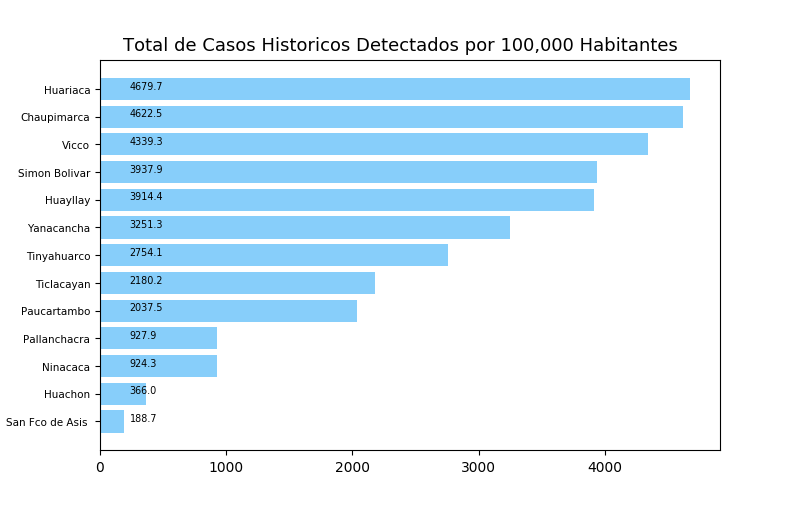 Total de Casos Historicos Detectados por 100,000 Habitantes
Huariaca 4679.7
Chaupimarca 4622.5
Vicco 4339.3
Simon Bolivar 3937.9
Huayllay 3914.4
Yanacancha 3251.3
Tinyahuarco 2754.1
Ticlacayan 2180.2
Paucartambo 2037.5
Pallanchacra 927.9
Ninacaca 924.3
Huachon 366.0
San Fco de Asis 188.7
0 1000 2000 3000 4000